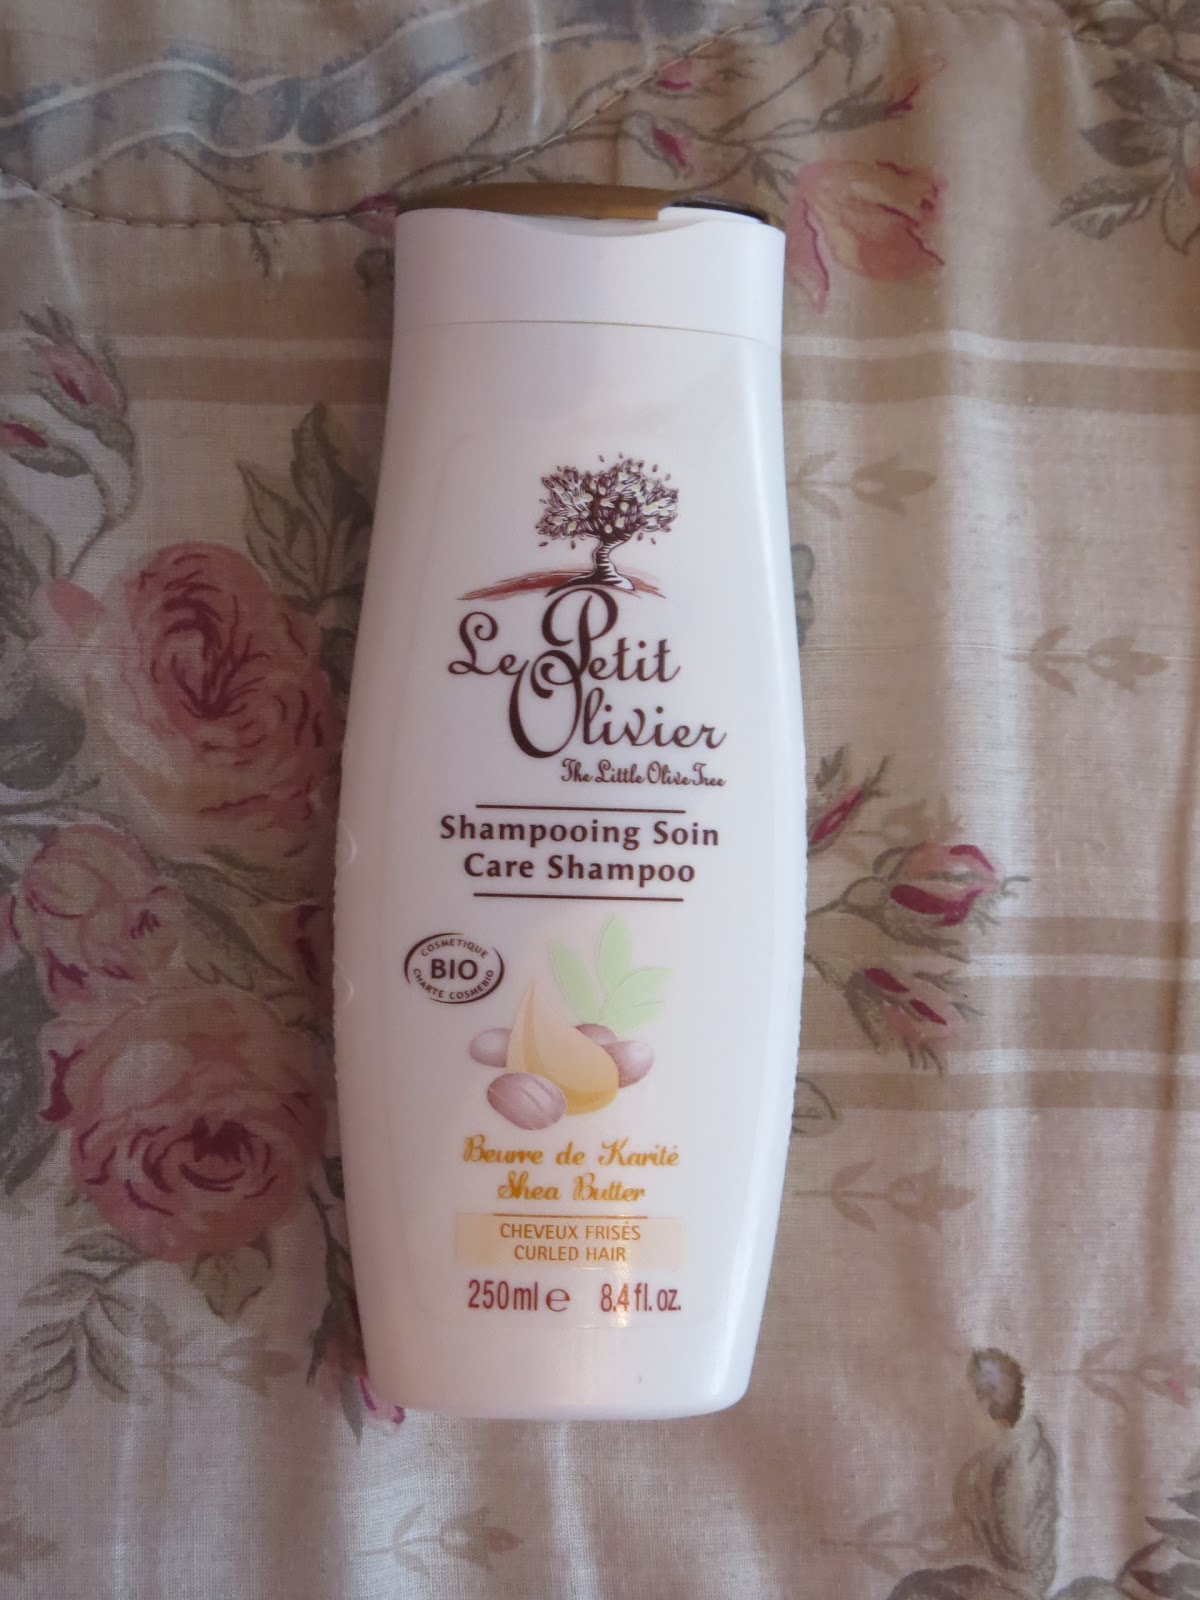 Le Petit
Olivier
The Little Olive Tree
Shampooing Soin
Care Shampoo
COSMETIQUE
BIO
CHARTE COSMEBIO
Beurre de Karité
Shea Butter
CHEVEUX FRISÉS
CURLED HAIR
250ml e 8.4 fl. oz.